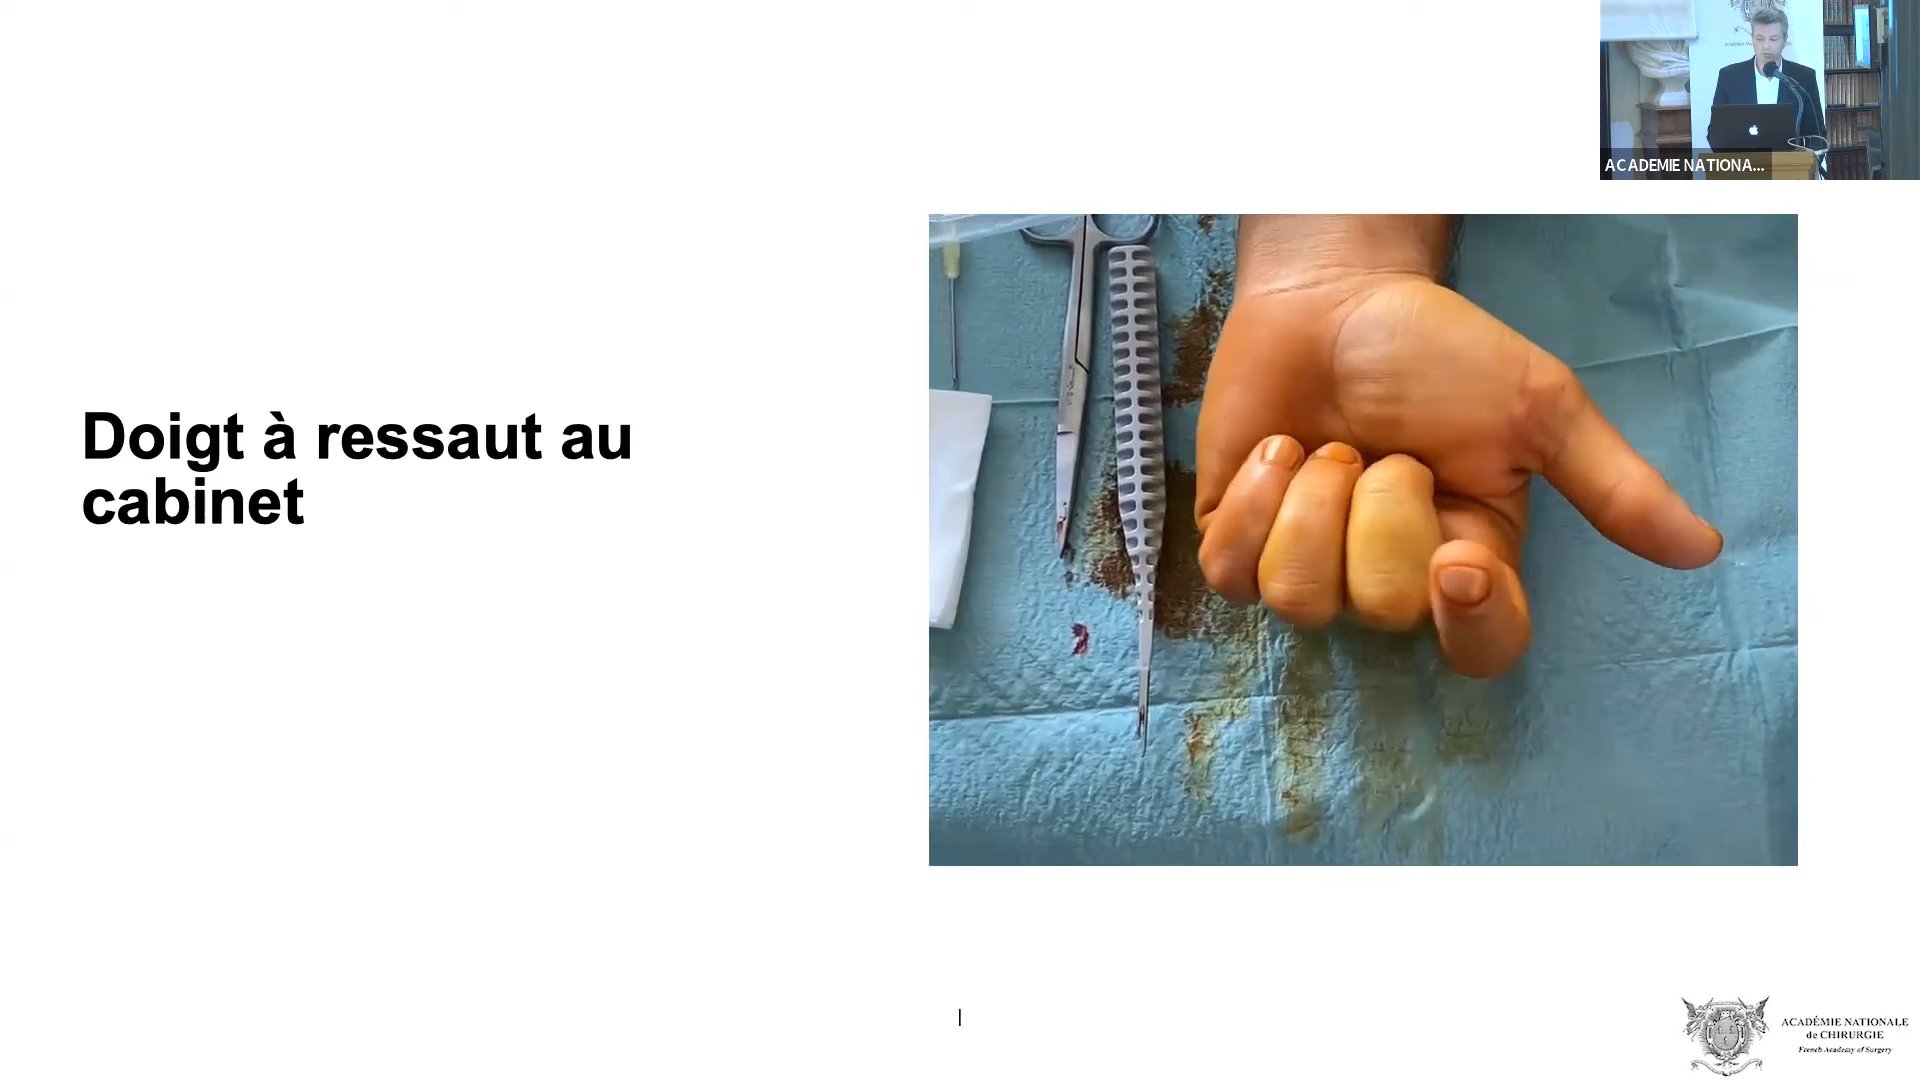 ACADEMIE NATIONA...
Doigt à ressaut au
cabinet
ACADÉMIE NATIONALE
de CHIRURGIE
French Academy of Surgery